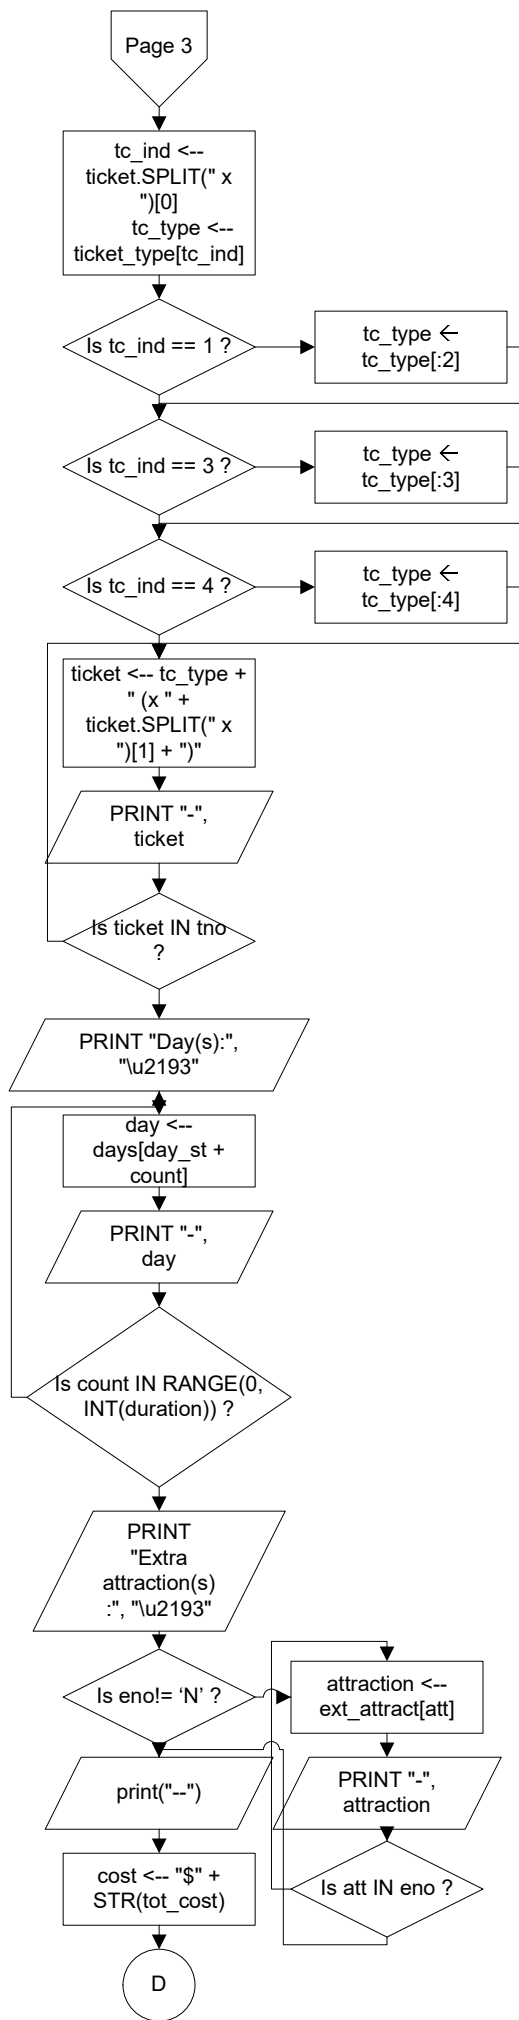 Page 3
tc_ind <--
ticket.SPLIT(" x
")[0]
tc_type <--
ticket_type[tc_ind]
Is tc_ind == 1 ?
tc_type ←
tc_type[:2]
Is tc_ind == 3 ?
tc_type ←
tc_type[:3]
Is tc_ind == 4 ?
tc_type ←
tc_type[:4]
ticket <-- tc_type +
" (x " +
ticket.SPLIT(" x
")[1] + ")"
PRINT "-",
ticket
Is ticket IN tno
?
PRINT "Day(s):",
"\u2193"
day <--
days[day_st +
count]
PRINT "-",
day
Is count IN RANGE(0,
INT(duration)) ?
PRINT
"Extra
attraction(s)
:", "\u2193"
Is eno!= ‘N’ ?
attraction <--
ext_attract[att]
print("--")
PRINT "-",
attraction
cost <-- "$" +
STR(tot_cost)
Is att IN eno ?
D